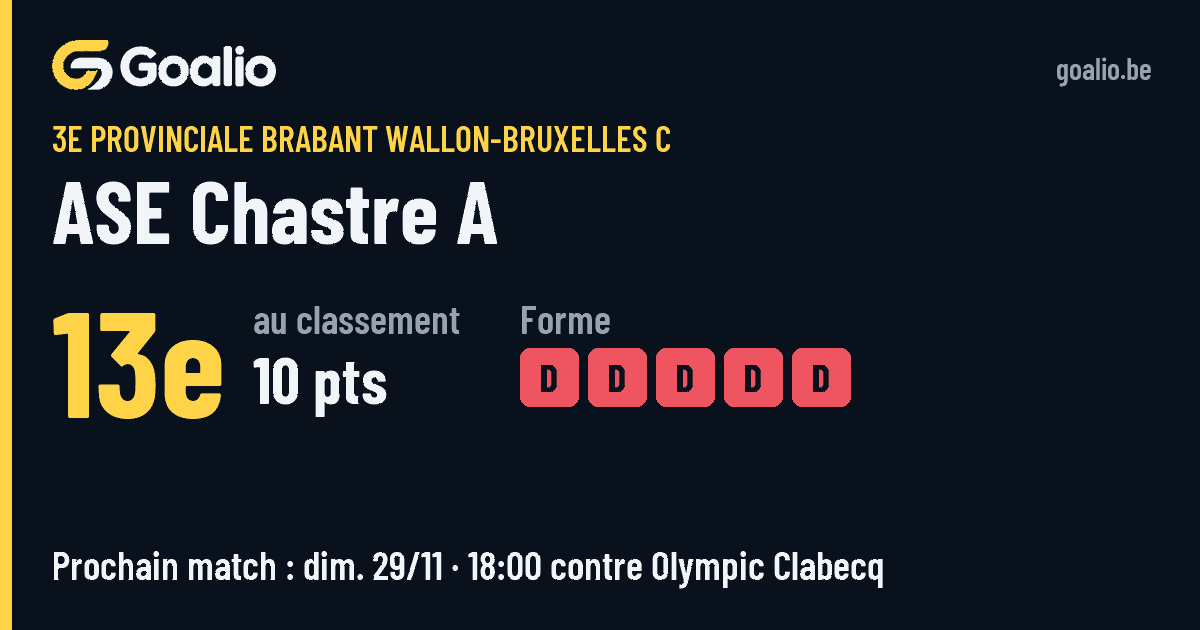 Goalio
goalio.be
3E PROVINCIALE BRABANT WALLON-BRUXELLES C
ASE Chastre A
13e
au classement
10 pts
Forme
D D D D D
Prochain match : dim. 29/11 · 18:00 contre Olympic Clabecq